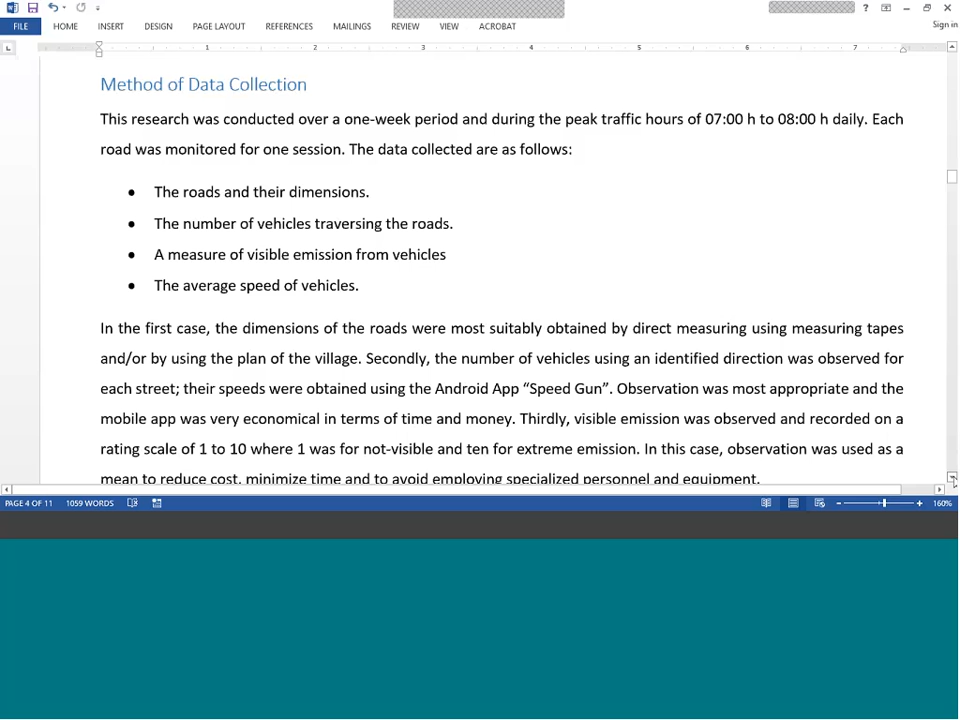 FILE HOME INSERT DESIGN PAGE LAYOUT REFERENCES MAILINGS REVIEW VIEW ACROBAT ? Sign in
1 2 3 4 5 6 7
Method of Data Collection
This research was conducted over a one-week period and during the peak traffic hours of 07:00 h to 08:00 h daily. Each
road was monitored for one session. The data collected are as follows:
• The roads and their dimensions.
• The number of vehicles traversing the roads.
• A measure of visible emission from vehicles
• The average speed of vehicles.
In the first case, the dimensions of the roads were most suitably obtained by direct measuring using measuring tapes
and/or by using the plan of the village. Secondly, the number of vehicles using an identified direction was observed for
each street; their speeds were obtained using the Android App “Speed Gun”. Observation was most appropriate and the
mobile app was very economical in terms of time and money. Thirdly, visible emission was observed and recorded on a
rating scale of 1 to 10 where 1 was for not-visible and ten for extreme emission. In this case, observation was used as a
mean to reduce cost, minimize time and to avoid employing specialized personnel and equipment.
PAGE 4 OF 11 1059 WORDS 160%